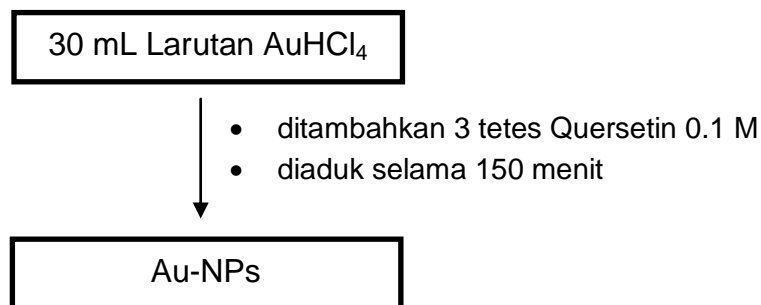 30 mL Larutan AuHCl₄
• ditambahkan 3 tetes Quersetin 0.1 M
• diaduk selama 150 menit
Au-NPs